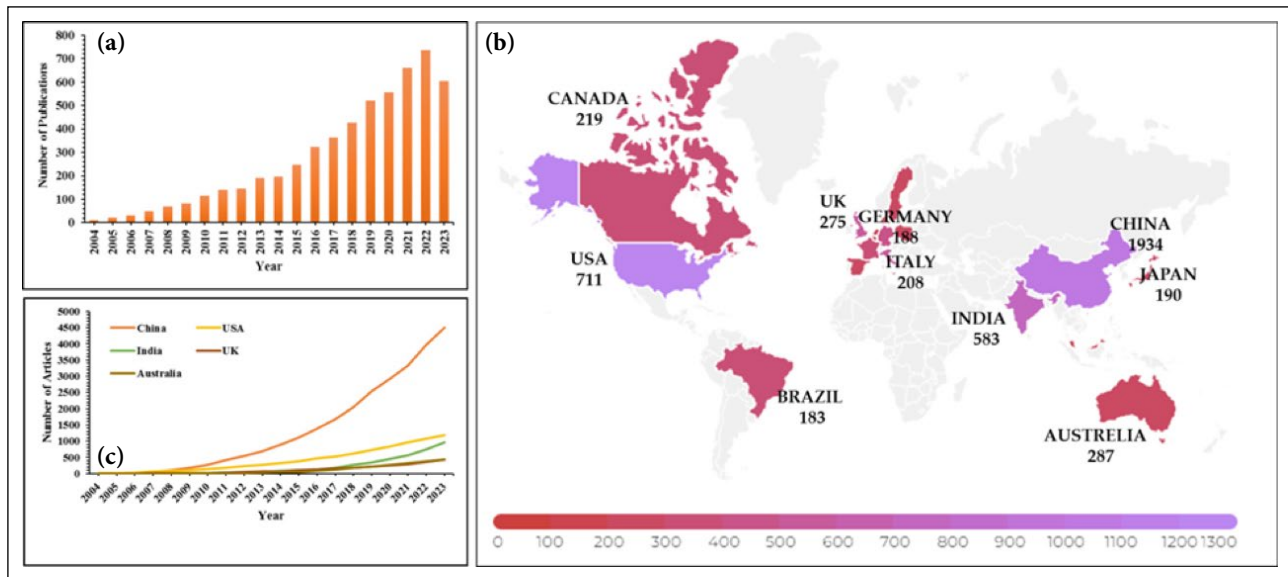 (a)
Number of Publications
800
700
600
500
400
300
200
100
0
2004 2005 2006 2007 2008 2009 2010 2011 2012 2013 2014 2015 2016 2017 2018 2019 2020 2021 2022 2023
Year
(b)
CANADA
219
USA
711
BRAZIL
183
UK
275
GERMANY
188
ITALY
208
CHINA
1934
JAPAN
190
INDIA
583
AUSTRELIA
287
0 100 200 300 400 500 600 700 800 900 1000 1100 1200 1300
(c)
Number of Articles
5000
4500
4000
3500
3000
2500
2000
1500
1000
500
0
China
USA
India
UK
Australia
2004 2005 2006 2007 2008 2009 2010 2011 2012 2013 2014 2015 2016 2017 2018 2019 2020 2021 2022 2023
Year